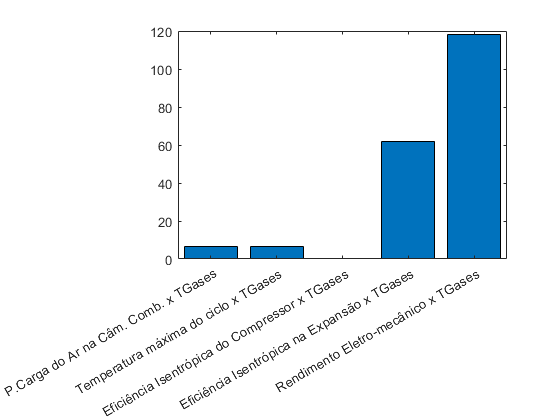 120
100
80
60
40
20
0
P.Carga do Ar na Câm. Comb. x TGases
Temperatura máxima do ciclo x TGases
Eficiência Isentrópica do Compressor x TGases
Eficiência Isentrópica na Expansão x TGases
Rendimento Eletro-mecânico x TGases